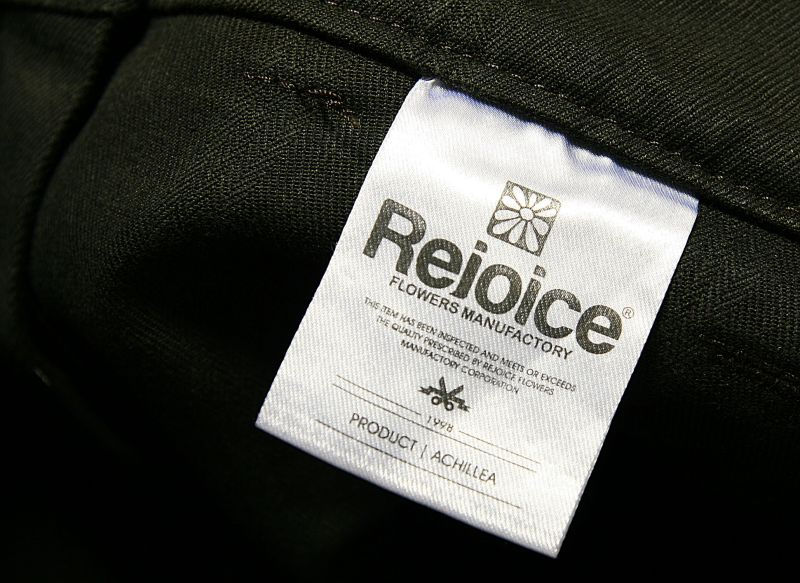 Rejoice®
FLOWERS MANUFACTORY
THIS ITEM HAS BEEN INSPECTED AND MEETS OR EXCEEDS
THE QUALITY PRESCRIBED BY REJOICE FLOWERS
MANUFACTORY CORPORATION
1998
PRODUCT | ACHILLEA